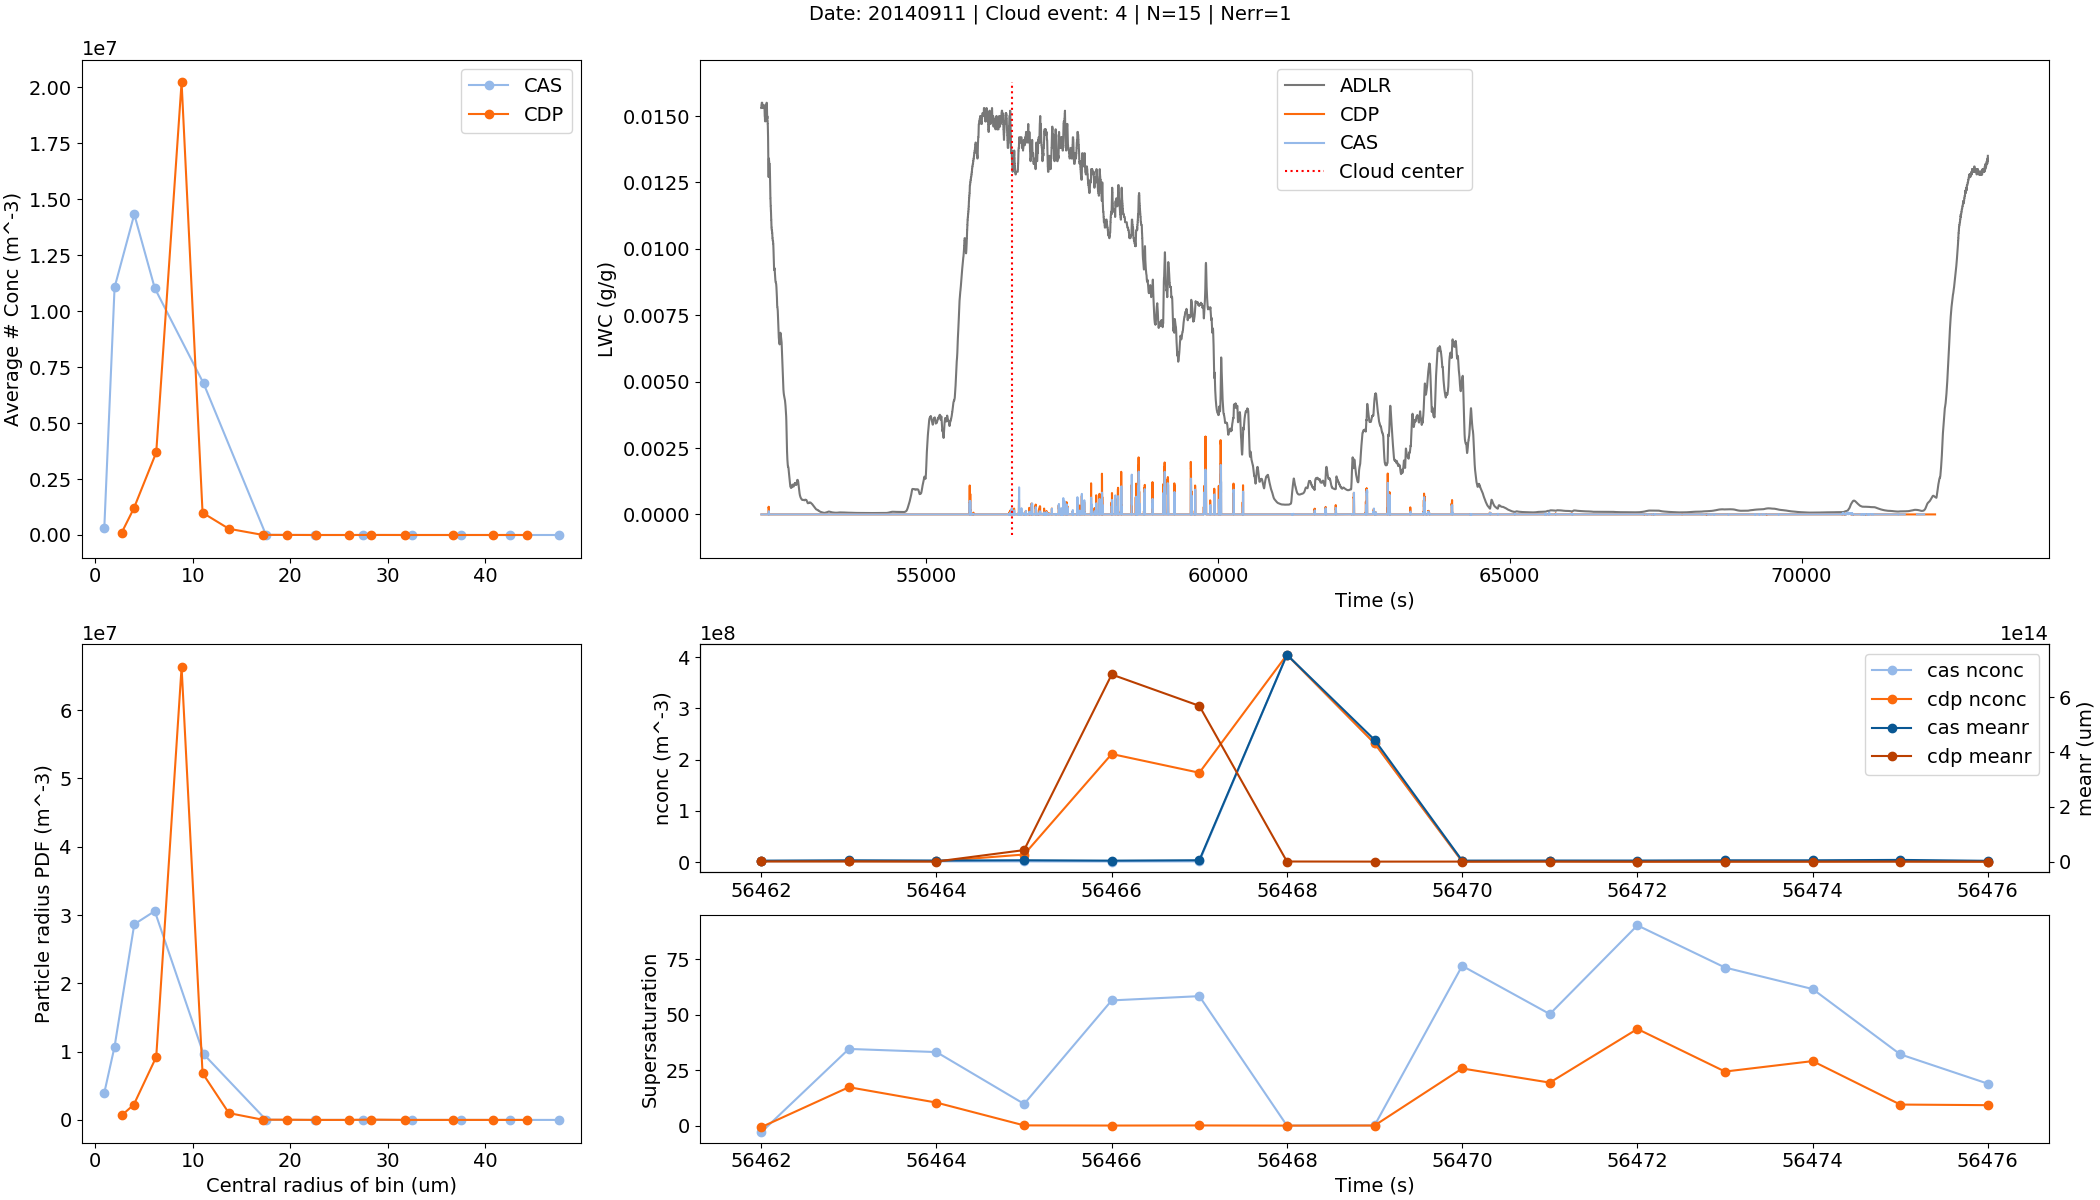 Date: 20140911 | Cloud event: 4 | N=15 | Nerr=1
1e7
2.00
1.75
1.50
1.25
1.00
0.75
0.50
0.25
0.00
Average # Conc (m^-3)
CAS
CDP
0 10 20 30 40
0.0150
0.0125
0.0100
0.0075
0.0050
0.0025
0.0000
LWC (g/g)
ADLR
CDP
CAS
Cloud center
55000 60000 65000 70000
Time (s)
1e7
6
5
4
3
2
1
0
Particle radius PDF (m^-3)
0 10 20 30 40
Central radius of bin (um)
1e8
1e14
4
3
2
1
0
nconc (m^-3)
cas nconc
cdp nconc
cas meanr
cdp meanr
6
4
2
0
meanr (um)
56462 56464 56466 56468 56470 56472 56474 56476
75
50
25
0
Supersaturation
56462 56464 56466 56468 56470 56472 56474 56476
Time (s)